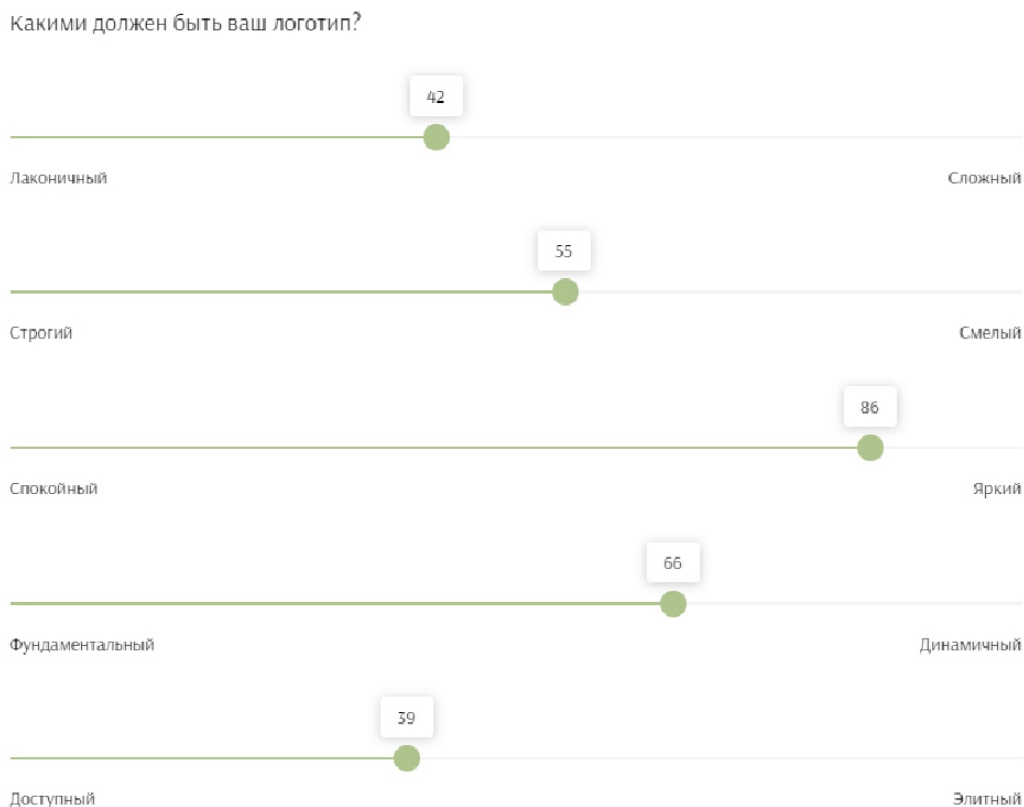 Какими должен быть ваш логотип?
42
Лаконичный Сложный
55
Строгий Смелый
86
Спокойный Яркий
66
Фундаментальный Динамичный
39
Доступный Элитный